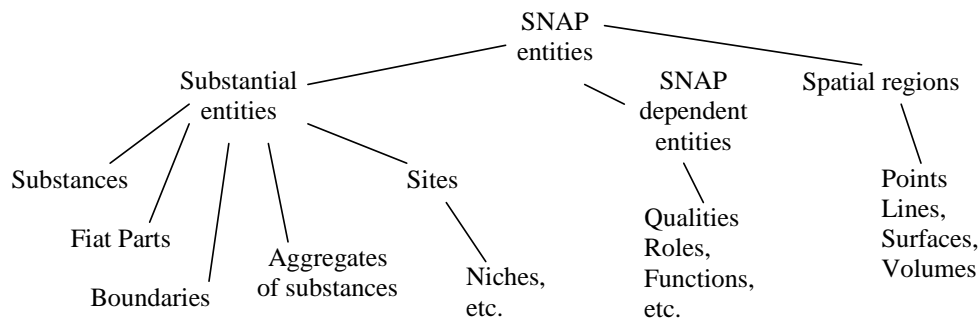 SNAP
entities
Substantial
entities
SNAP
dependent
entities
Spatial regions
Substances
Fiat Parts
Boundaries
Aggregates
of substances
Sites
Niches,
etc.
Qualities
Roles,
Functions,
etc.
Points
Lines,
Surfaces,
Volumes